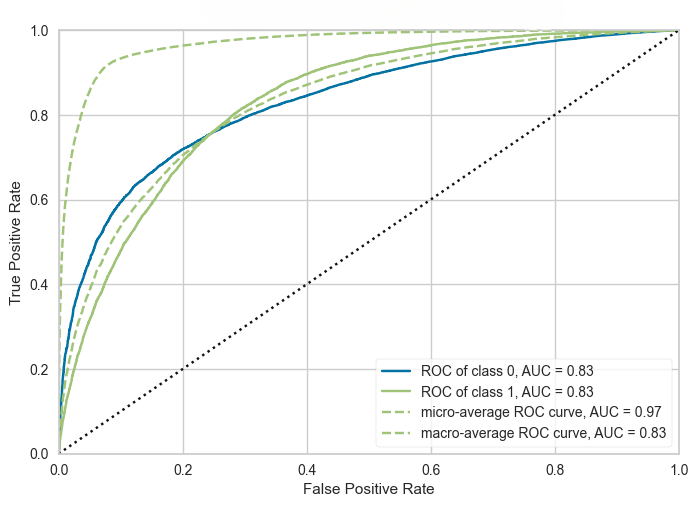 1.0
0.8
0.6
0.4
0.2
0.0
True Positive Rate
ROC of class 0, AUC = 0.83
ROC of class 1, AUC = 0.83
micro-average ROC curve, AUC = 0.97
macro-average ROC curve, AUC = 0.83
0.0 0.2 0.4 0.6 0.8 1.0
False Positive Rate